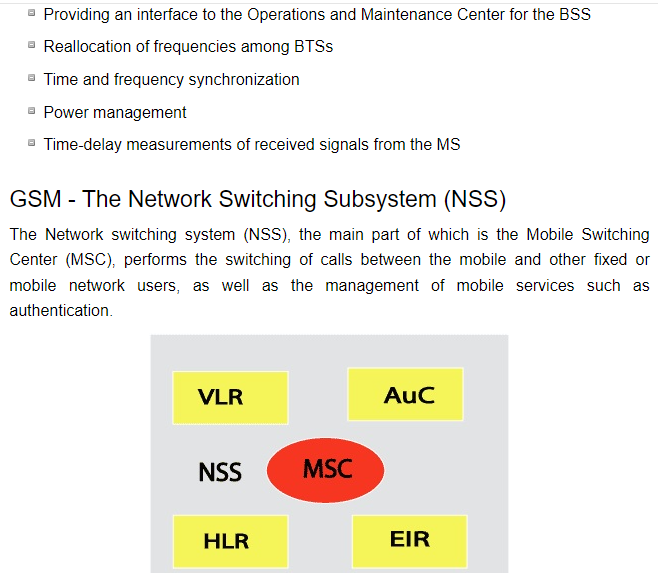 Providing an interface to the Operations and Maintenance Center for the BSS
Reallocation of frequencies among BTSs
Time and frequency synchronization
Power management
Time-delay measurements of received signals from the MS
GSM - The Network Switching Subsystem (NSS)
The Network switching system (NSS), the main part of which is the Mobile Switching
Center (MSC), performs the switching of calls between the mobile and other fixed or
mobile network users, as well as the management of mobile services such as
authentication.
VLR
AuC
NSS
MSC
HLR
EIR